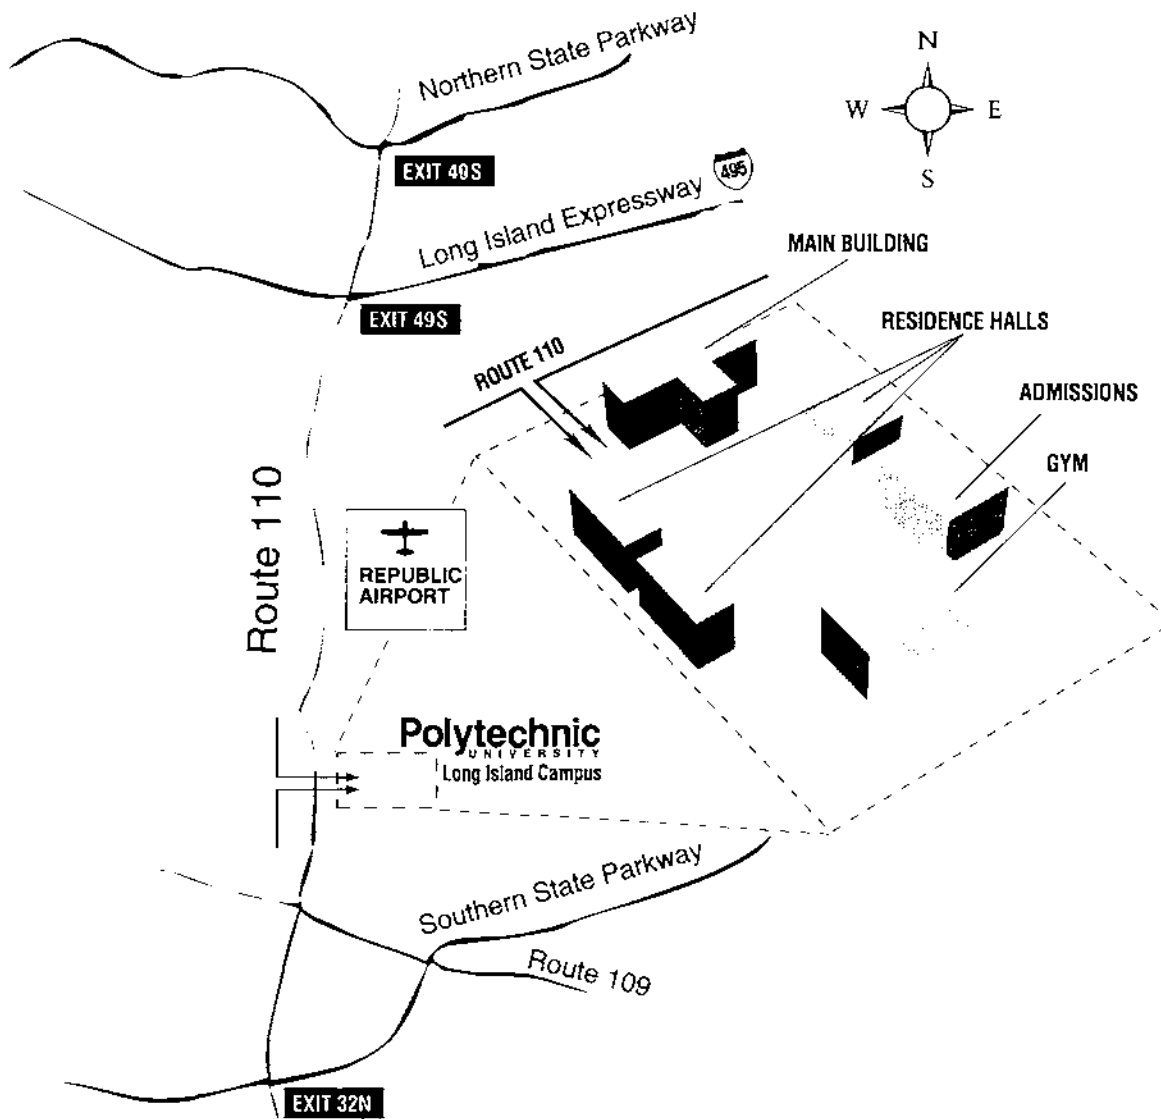 Northern State Parkway
N
W E
S
EXIT 40S
495
Long Island Expressway
MAIN BUILDING
EXIT 49S
RESIDENCE HALLS
ROUTE 110
ADMISSIONS
GYM
Route 110
REPUBLIC
AIRPORT
Polytechnic
UNIVERSITY
Long Island Campus
Southern State Parkway
Route 109
EXIT 32N